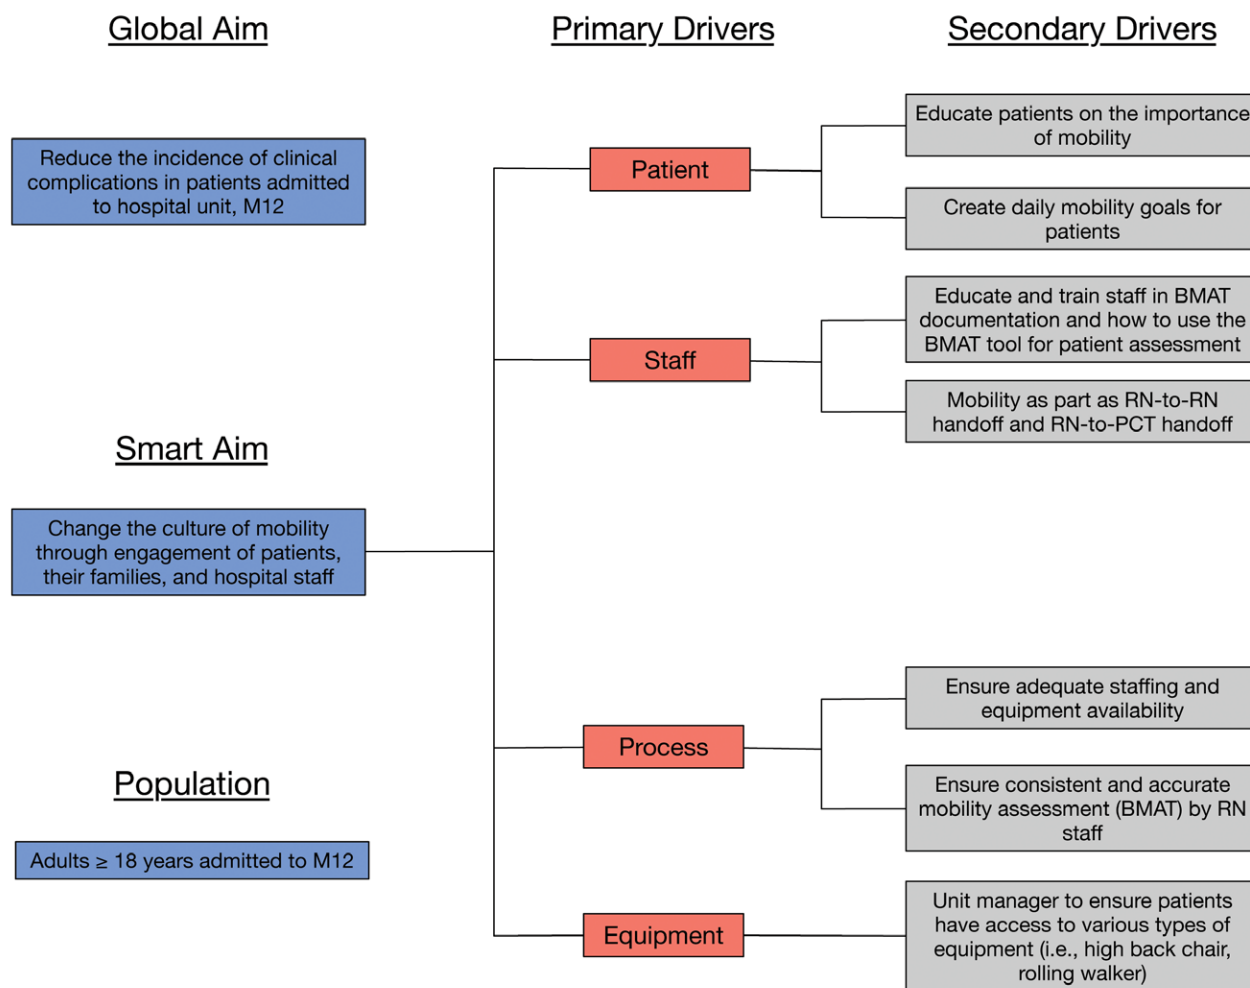 Global Aim
Primary Drivers
Secondary Drivers
Reduce the incidence of clinical
complications in patients admitted
to hospital unit, M12
Smart Aim
Change the culture of mobility
through engagement of patients,
their families, and hospital staff
Population
Adults ≥ 18 years admitted to M12
Patient
Educate patients on the importance
of mobility
Create daily mobility goals for
patients
Staff
Educate and train staff in BMAT
documentation and how to use the
BMAT tool for patient assessment
Mobility as part as RN-to-RN
handoff and RN-to-PCT handoff
Process
Ensure adequate staffing and
equipment availability
Ensure consistent and accurate
mobility assessment (BMAT) by RN
staff
Equipment
Unit manager to ensure patients
have access to various types of
equipment (i.e., high back chair,
rolling walker)